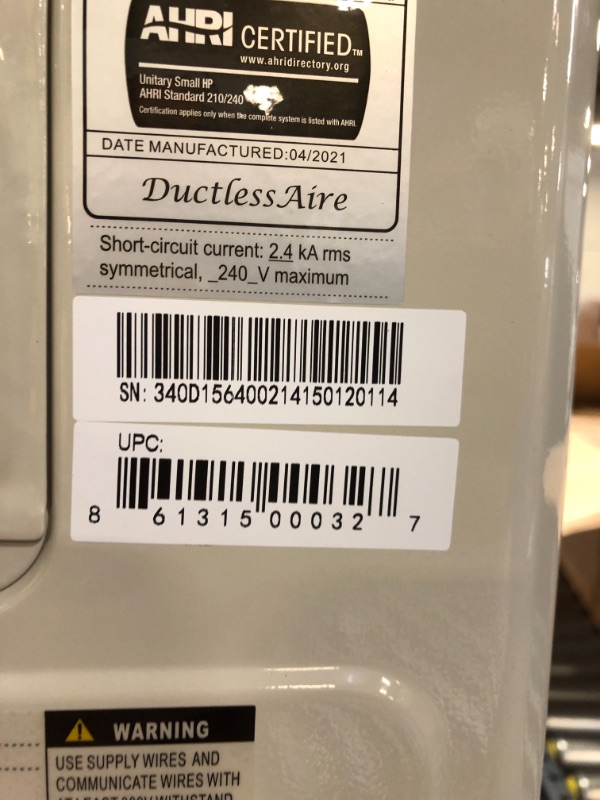 AHRI CERTIFIED™
www.ahridirectory.org
Unitary Small HP
AHRI Standard 210/240
Certification applies only when the complete system is listed with AHRI.
DATE MANUFACTURED:04/2021
DuctlessAire
Short-circuit current: 2.4 kA rms
symmetrical, _240_V maximum
SN: 340D156400214150120114
UPC:
8 61315 00032 7
WARNING
USE SUPPLY WIRES AND
COMMUNICATE WIRES WITH